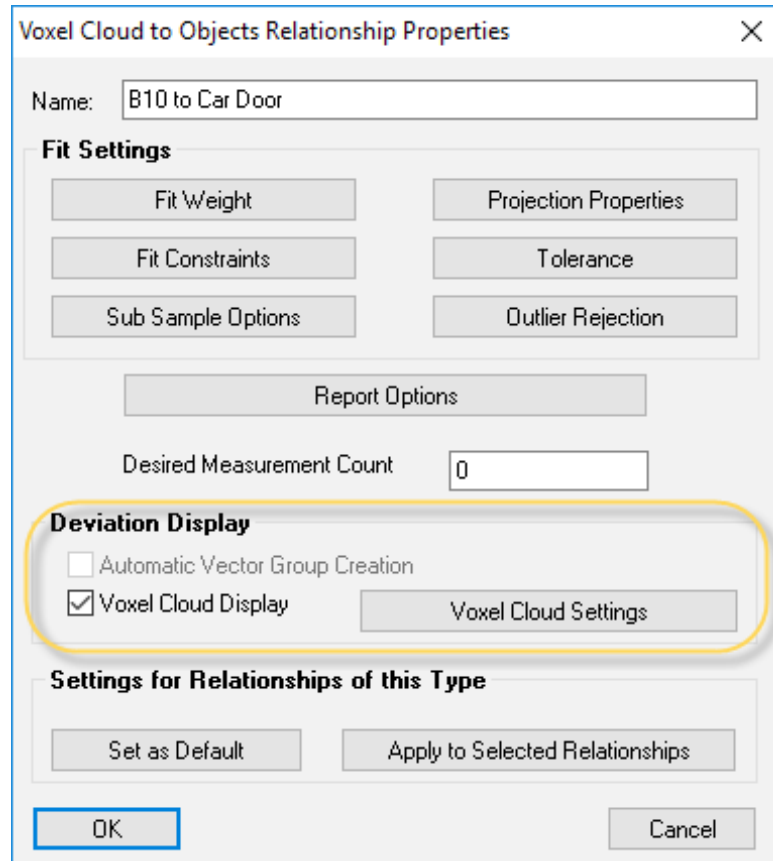 Voxel Cloud to Objects Relationship Properties
Name: B10 to Car Door
Fit Settings
Fit Weight Projection Properties
Fit Constraints Tolerance
Sub Sample Options Outlier Rejection
Report Options
Desired Measurement Count 0
Deviation Display
Automatic Vector Group Creation
Voxel Cloud Display Voxel Cloud Settings
Settings for Relationships of this Type
Set as Default Apply to Selected Relationships
OK Cancel